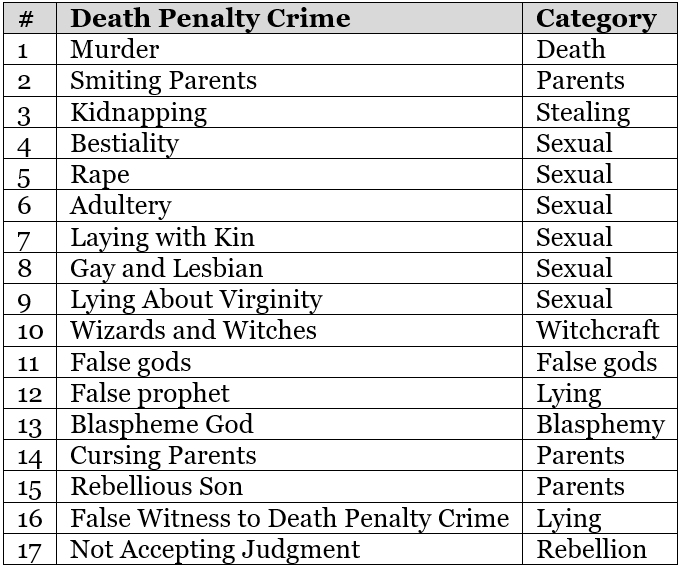 # Death Penalty Crime Category
1 Murder Death
2 Smiting Parents Parents
3 Kidnapping Stealing
4 Bestiality Sexual
5 Rape Sexual
6 Adultery Sexual
7 Laying with Kin Sexual
8 Gay and Lesbian Sexual
9 Lying About Virginity Sexual
10 Wizards and Witches Witchcraft
11 False gods False gods
12 False prophet Lying
13 Blaspheme God Blasphemy
14 Cursing Parents Parents
15 Rebellious Son Parents
16 False Witness to Death Penalty Crime Lying
17 Not Accepting Judgment Rebellion